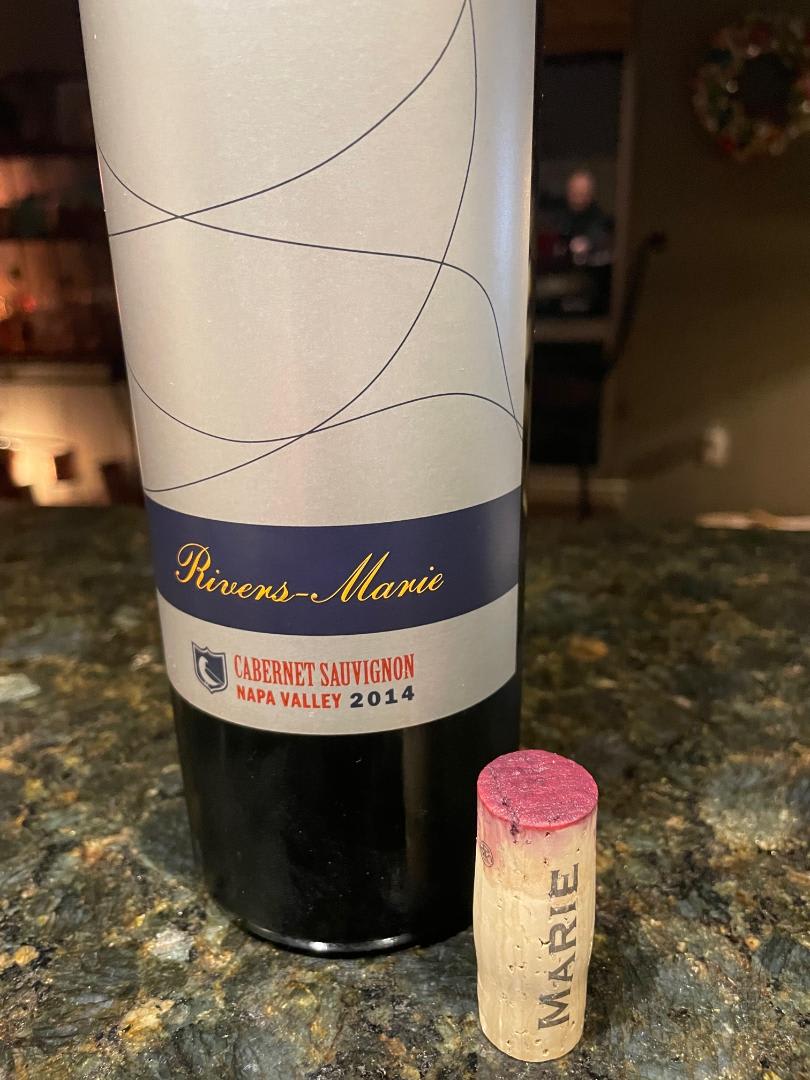 Rivers-Marie
CABERNET SAUVIGNON
NAPA VALLEY 2014
MARIE